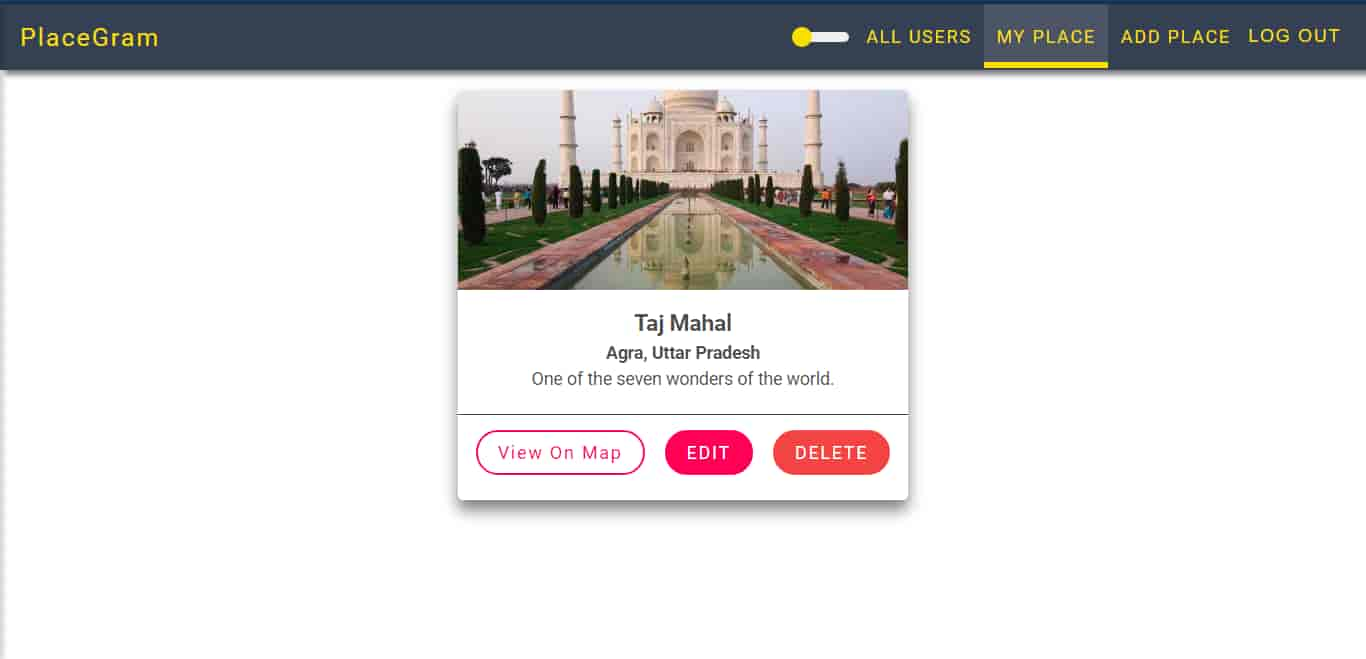 PlaceGram ALL USERS MY PLACE ADD PLACE LOG OUT
Taj Mahal
Agra, Uttar Pradesh
One of the seven wonders of the world.
View On Map EDIT DELETE